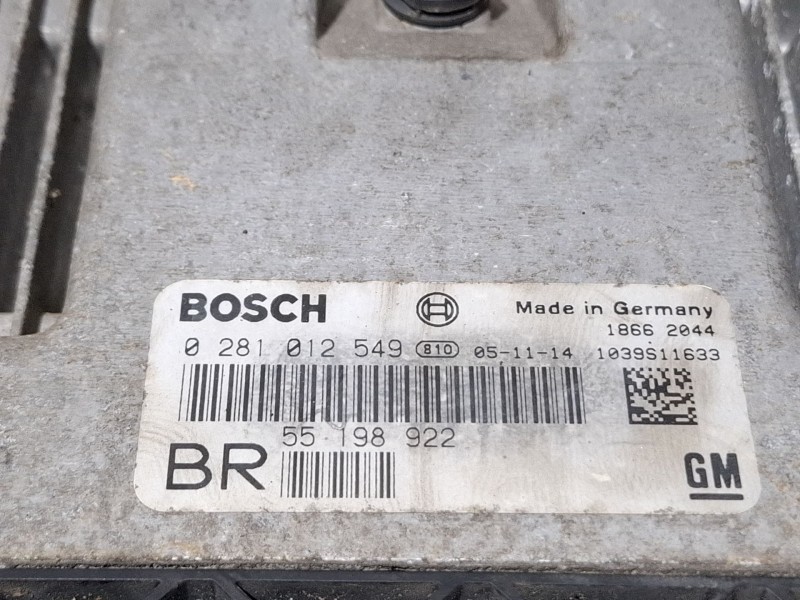 BOSCH Made in Germany
1866 2044
0 281 012 549 810 05-11-14 1039S11633
55 198 922
BR GM